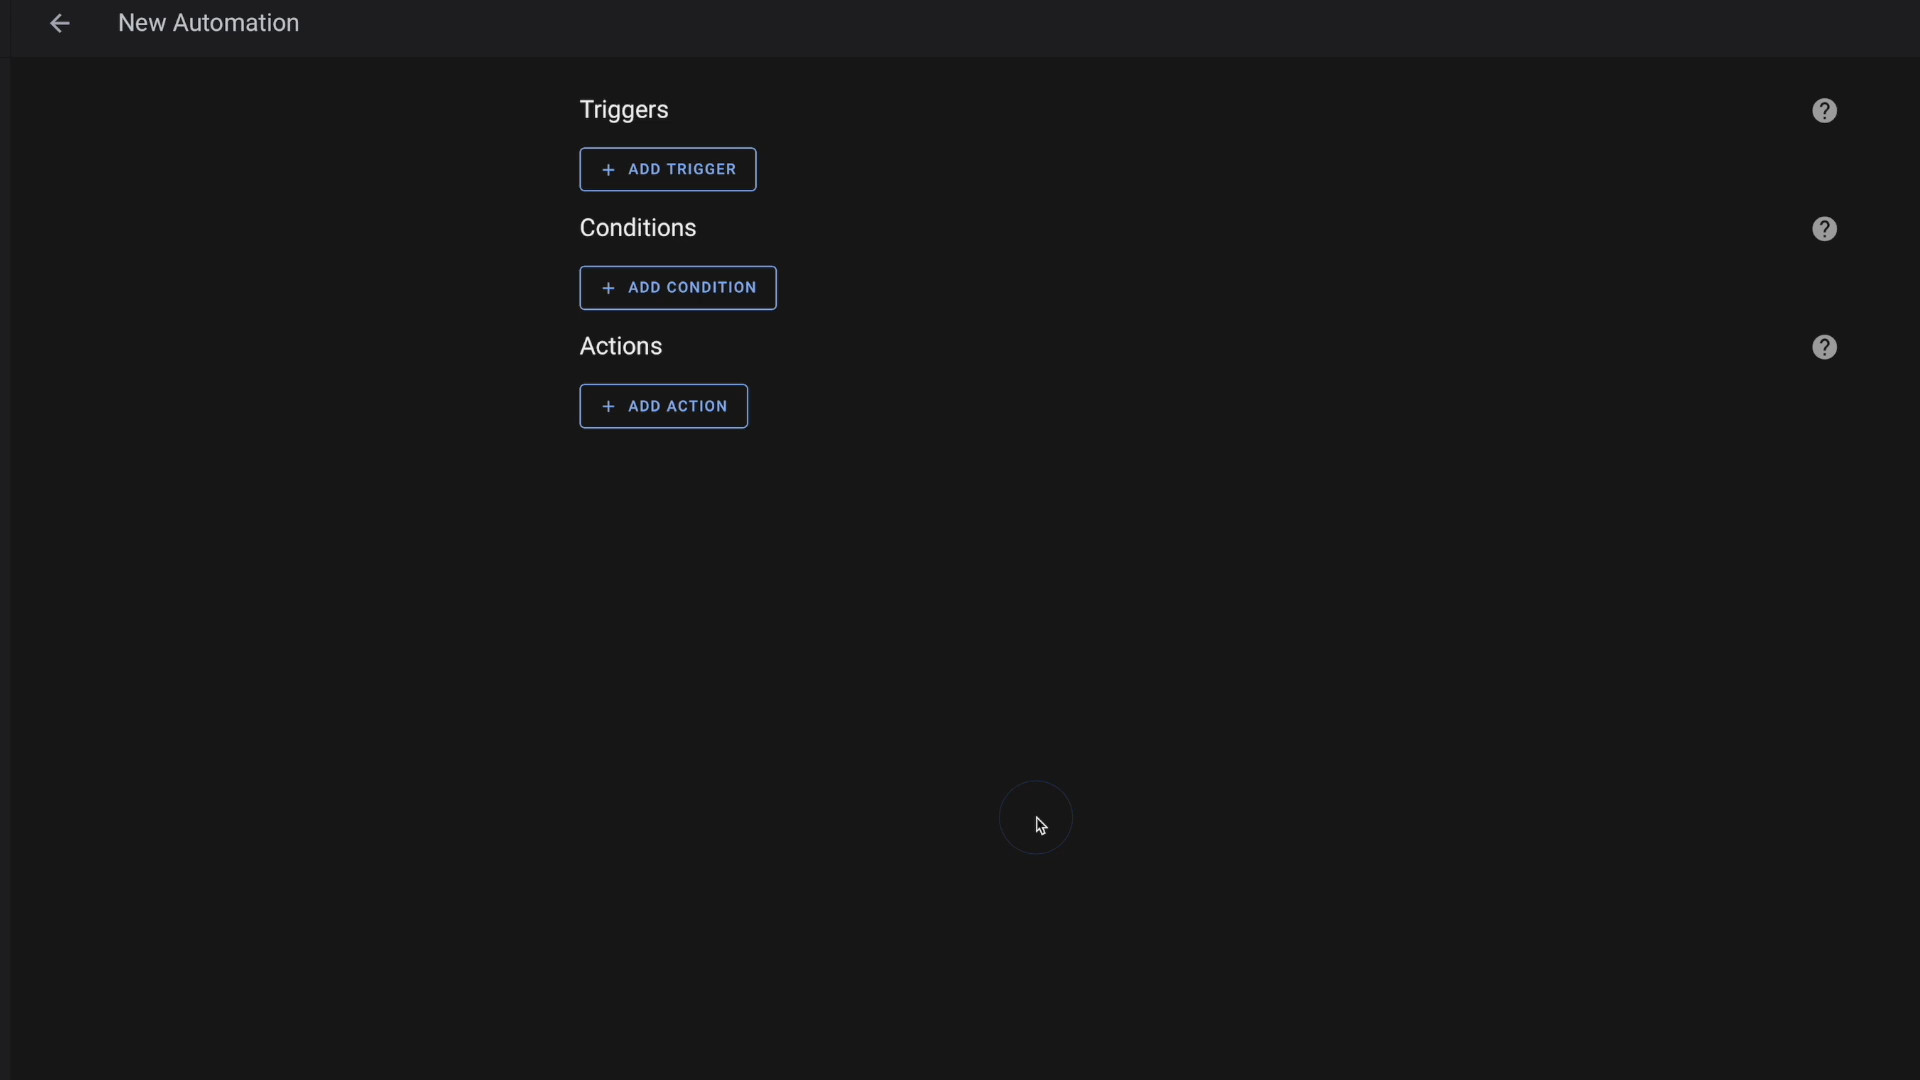 New Automation
Triggers
+ ADD TRIGGER
Conditions
+ ADD CONDITION
Actions
+ ADD ACTION